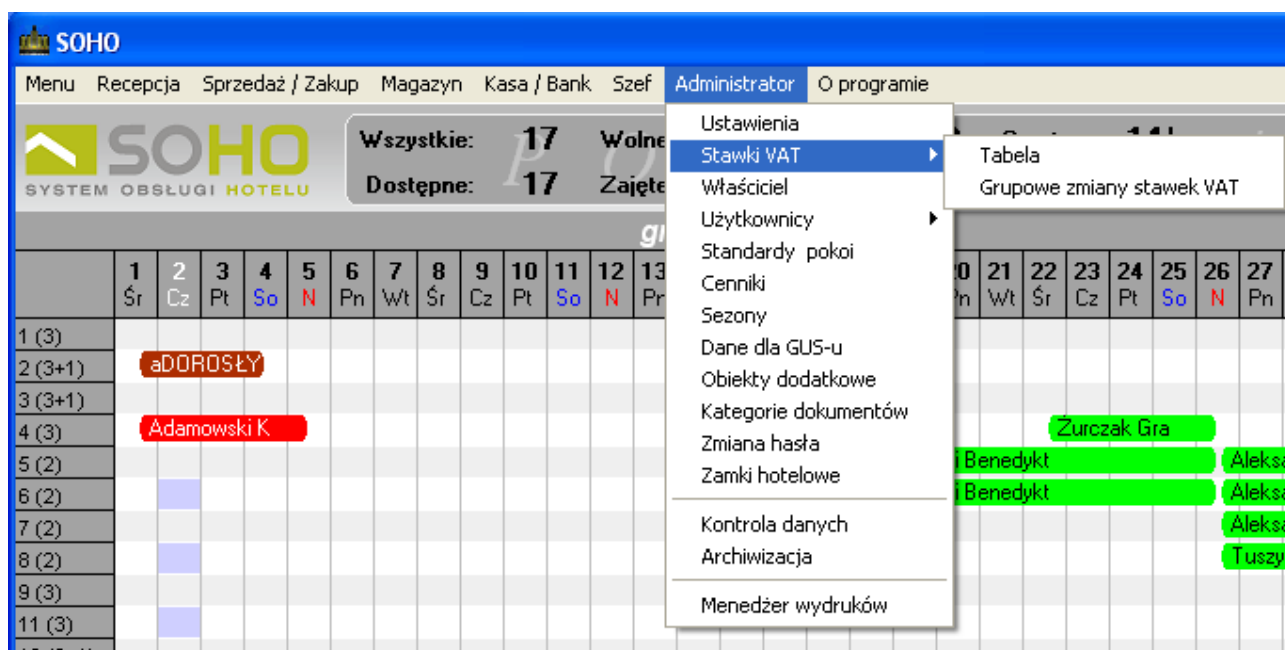 SOHO
Menu Recepcja Sprzedaż / Zakup Magazyn Kasa / Bank Szef Administrator O programie
SOHO
SYSTEM OBSŁUGI HOTELU
Wszystkie: 17
Dostępne: 17
Ustawienia
Stawki VAT
Właściciel
Użytkownicy
Standardy pokoi
Cenniki
Sezony
Dane dla GUS-u
Obiekty dodatkowe
Kategorie dokumentów
Zmiana hasła
Zamki hotelowe
Kontrola danych
Archiwizacja
Menedżer wydruków
Tabela
Grupowe zmiany stawek VAT
1 2 3 4 5 6 7 8 9 10 11 12 13 21 22 23 24 25 26 27
Śr Cz Pt So N Pn Wt Śr Cz Pt So N Wt Śr Cz Pt So N Pn
1 (3)
2 (3+1) aDOROSŁY
3 (3+1)
4 (3) Adamowski K Żurczak Gra
5 (2) i Benedykt Aleks
6 (2) i Benedykt Aleks
7 (2) Aleks
8 (2) Tuszy
9 (3)
11 (3)